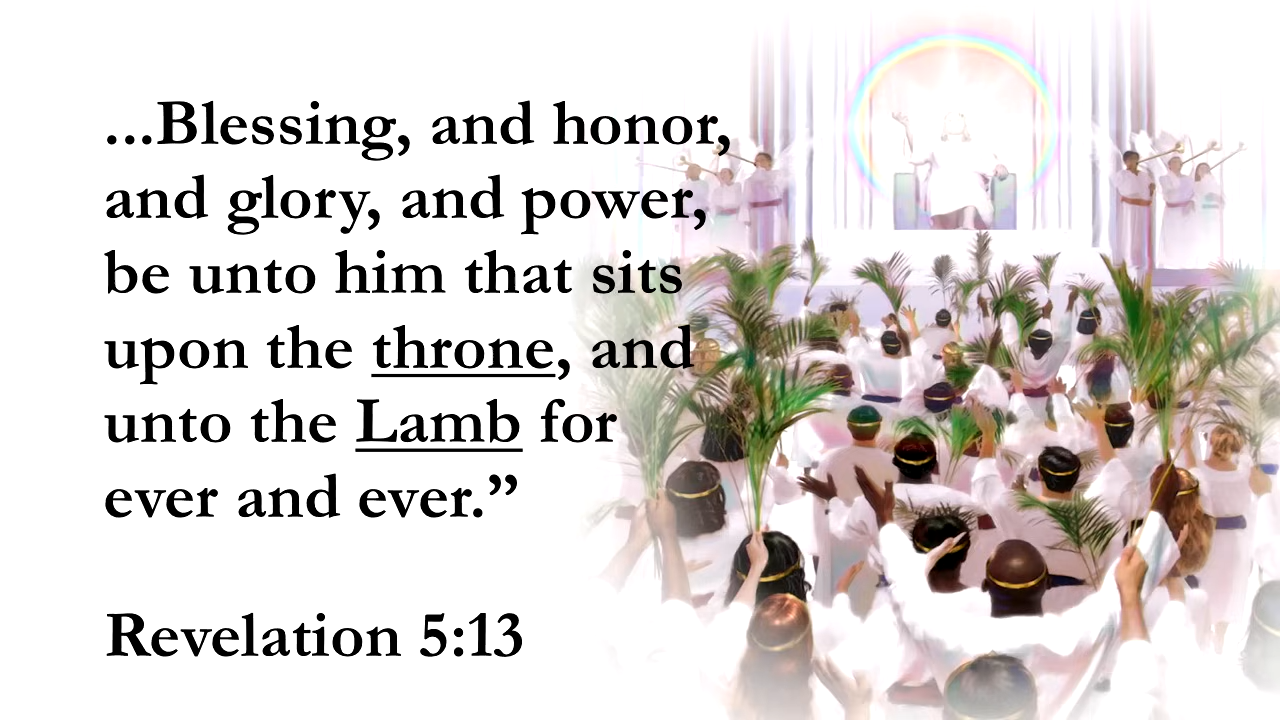 ...Blessing, and honor,
and glory, and power,
be unto him that sits
upon the throne, and
unto the Lamb for
ever and ever.”
Revelation 5:13